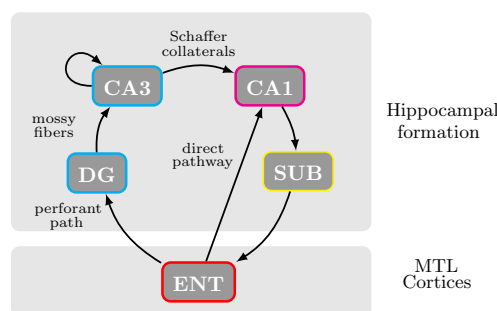 Schaffer
collaterals
CA3
CA1
mossy
fibers
direct
pathway
Hippocampal
formation
DG
SUB
perforant
path
ENT
MTL
Cortices